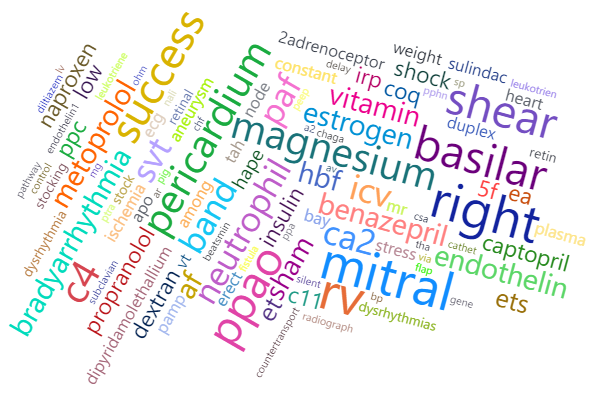 2adrenoceptor
weight
sulindac
leukotrien
constant
delay
irp
shock
sp
heart
coq
pphn
shear
vitamin
duplex
retin
estrogen
a2
chaga
basilar
magnesium
success
leukotriene
ohm
lv
diltiazem
naproxen
low
endothelin1
ppc
metoprolol
ecg
retinal
aneurysm
chf
null
paf
node
tah
svt
pericardium
pathway
control
stocking
mg
bradyarrhythmia
stock
ischemia
apo
pig
ar
among
hape
hbf
icv
mr
av
5f
ea
right
benazepril
csa
plasma
neutrophil
insulin
band
bay
ca2
stress
tha
via
cathet
captopril
endothelin
flap
dysrhythmia
c4
propranolol
subclavian
vt
dextran
af
pamp
dipyridamolethallium
beatsmin
erect
ppa
ppao
etsham
silent
c11
rv
mitral
bp
gene
ets
dysrhythmias
radiograph
countertransport